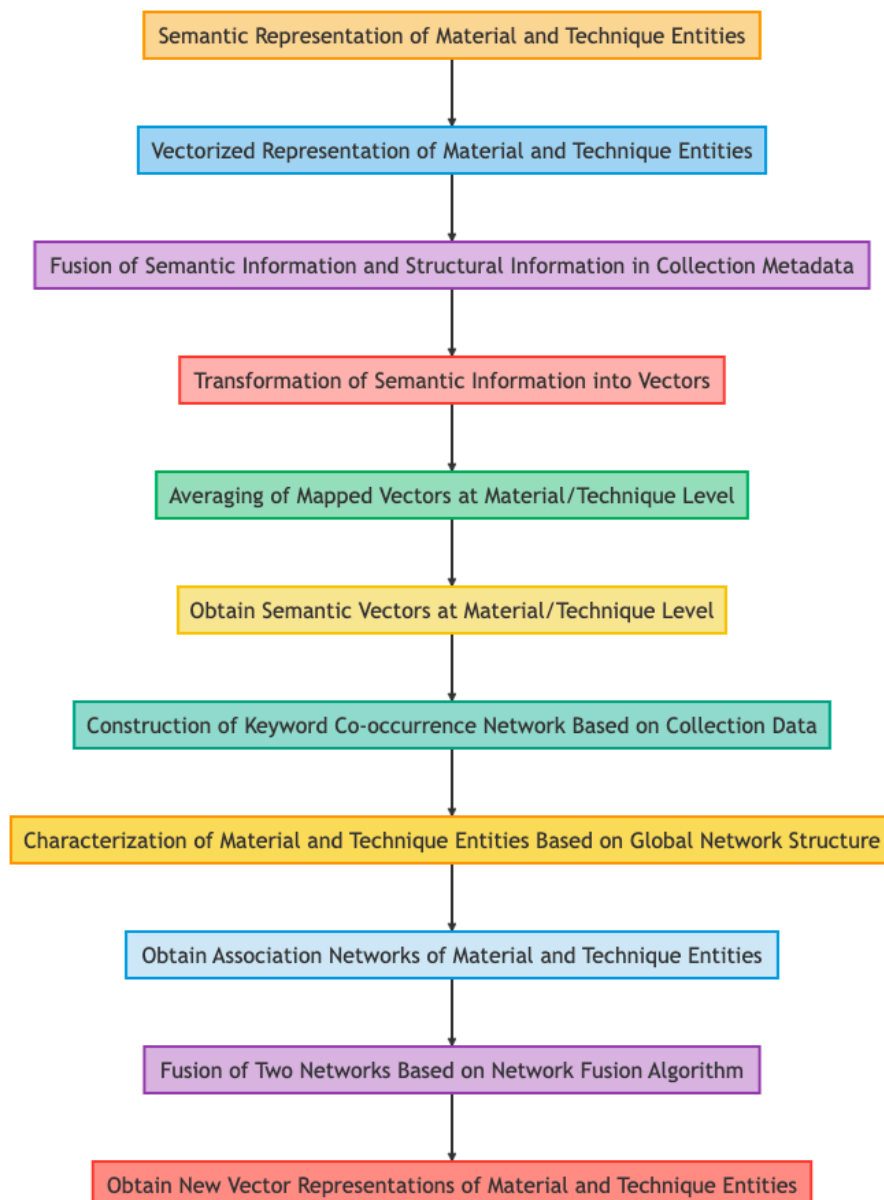 Semantic Representation of Material and Technique Entities
Vectorized Representation of Material and Technique Entities
Fusion of Semantic Information and Structural Information in Collection Metadata
Transformation of Semantic Information into Vectors
Averaging of Mapped Vectors at Material/Technique Level
Obtain Semantic Vectors at Material/Technique Level
Construction of Keyword Co-occurrence Network Based on Collection Data
Characterization of Material and Technique Entities Based on Global Network Structure
Obtain Association Networks of Material and Technique Entities
Fusion of Two Networks Based on Network Fusion Algorithm
Obtain New Vector Representations of Material and Technique Entities